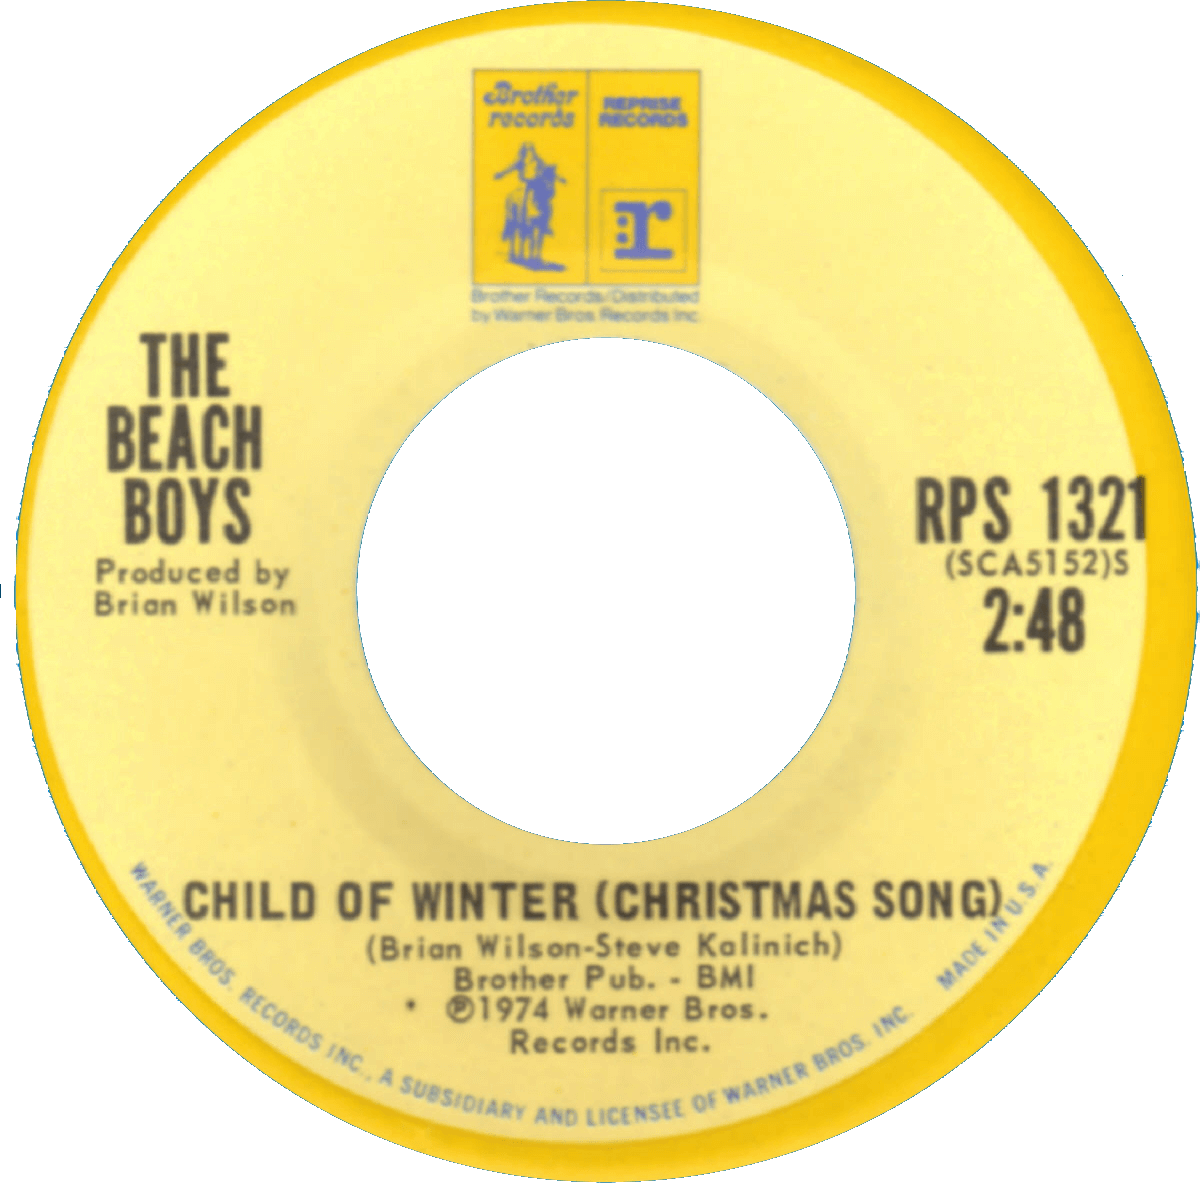 Brother
records
REPRISE
RECORDS
r
Brother Records/Distributed
by Warner Bros. Records Inc.
THE
BEACH
BOYS
Produced by
Brian Wilson
RPS 1321
(SCA5152)S
2:48
CHILD OF WINTER (CHRISTMAS SONG)
(Brian Wilson-Steve Kalinich)
Brother Pub. - BMI
* ℗1974 Warner Bros.
Records Inc.
WARNER BROS. RECORDS INC., A SUBSIDIARY AND LICENSEE OF WARNER BROS. INC. MADE IN U.S.A.